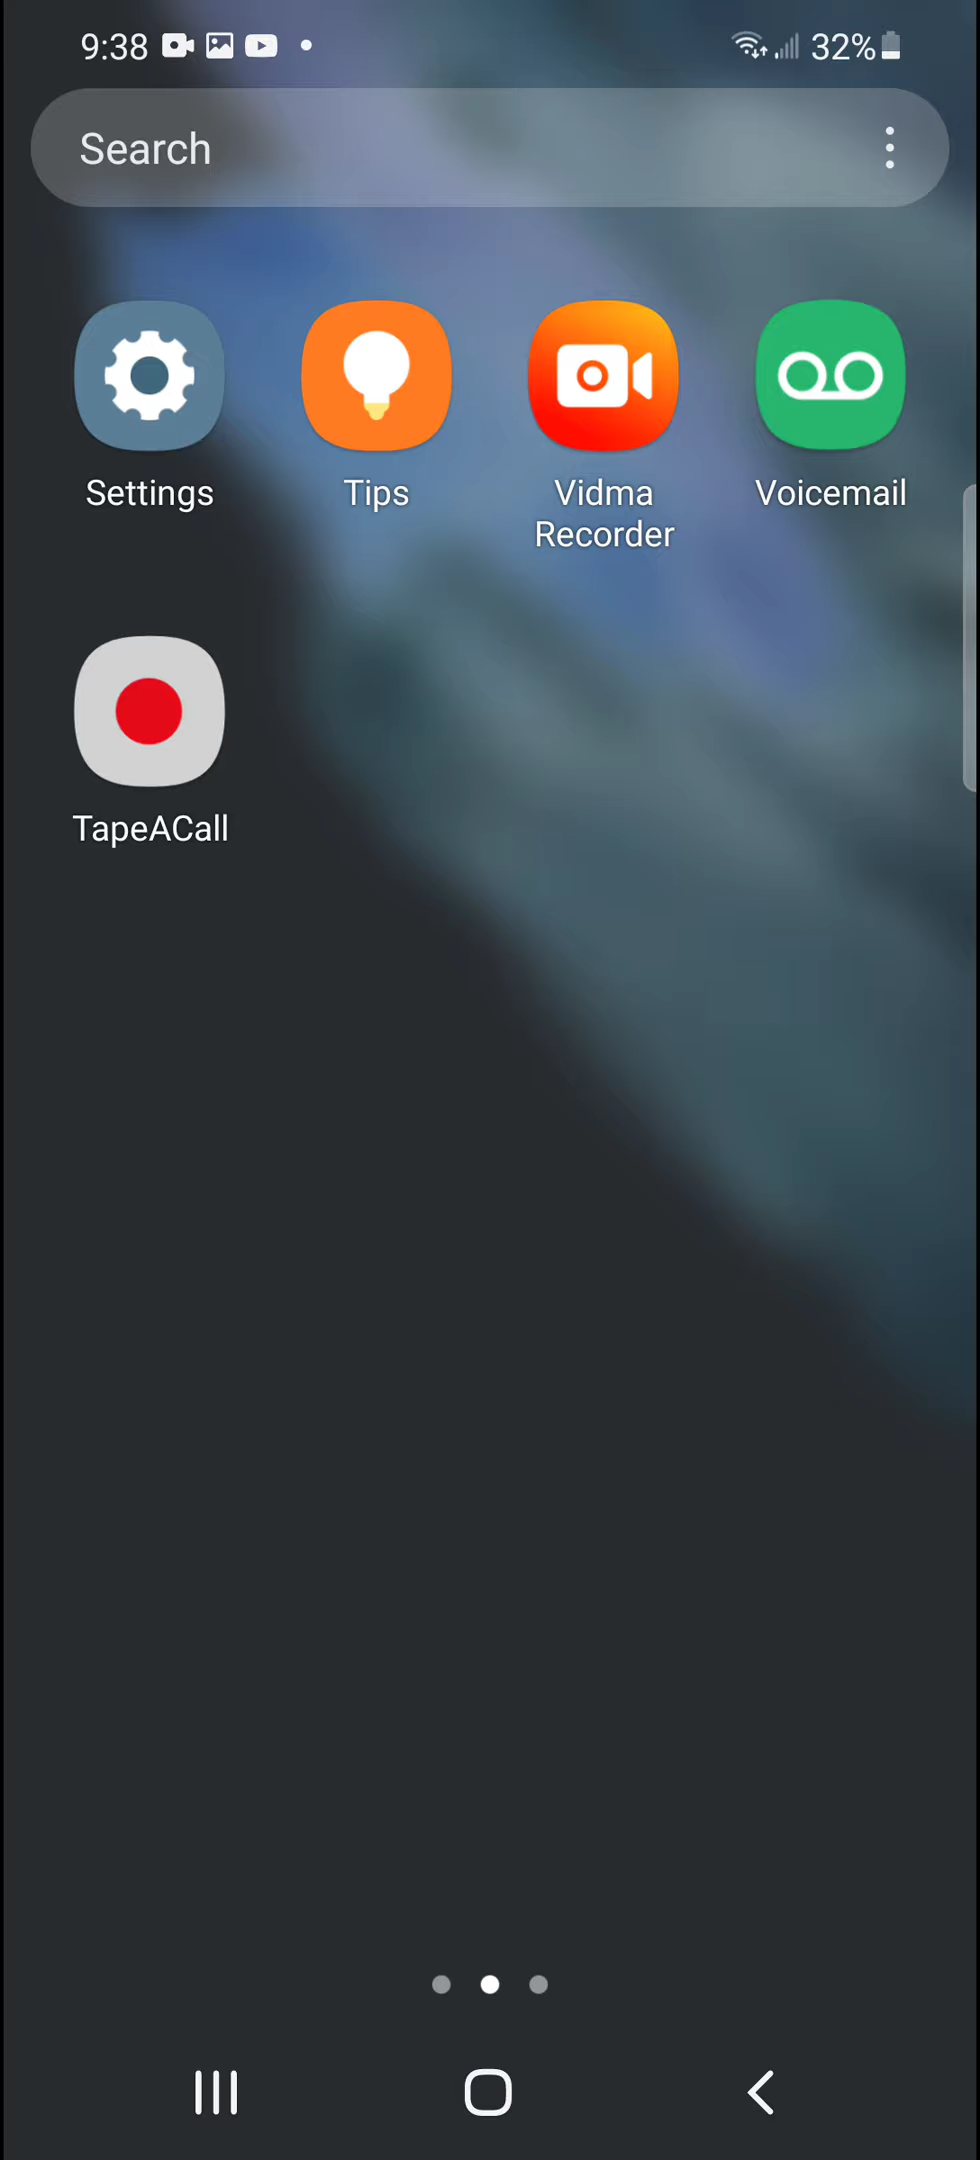 9:38
32%
Search
Settings
Tips
Vidma
Recorder
Voicemail
TapeACall